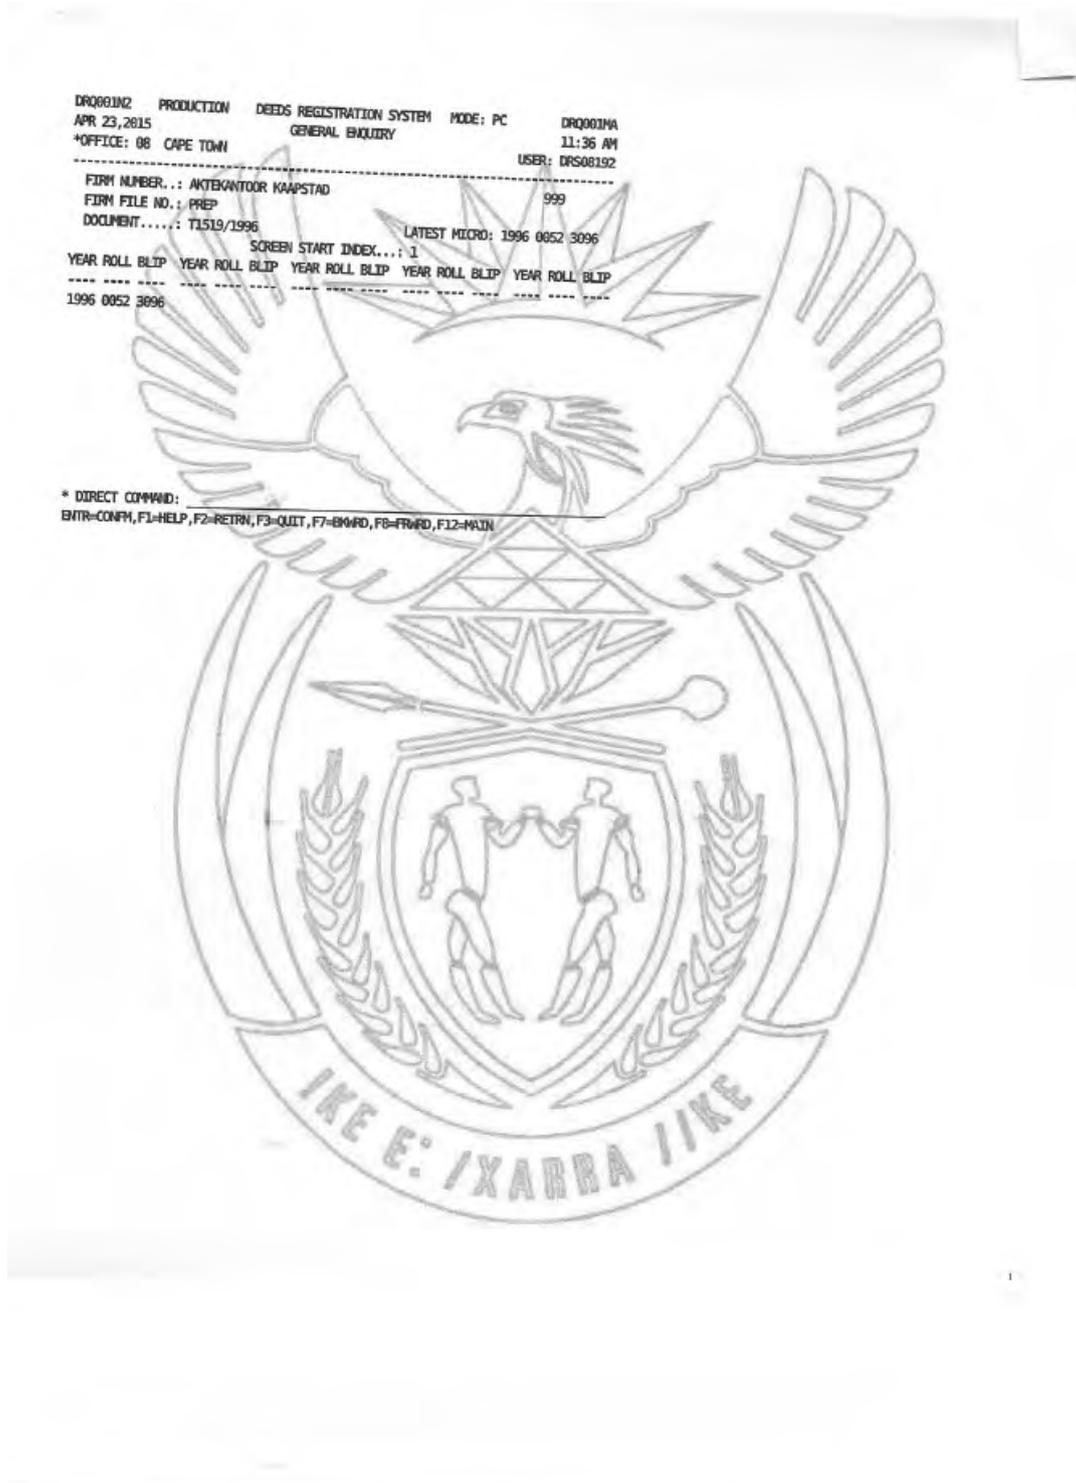 DRQ001N2 PRODUCTION DEEDS REGISTRATION SYSTEM MODE: PC DRQ001MA
APR 23,2015 GENERAL ENQUIRY 11:36 AM
*OFFICE: 08 CAPE TOWN USER: DRS08192
--------------------------------------------------------------------------------
FIRM NUMBER..: AKTEKANTOOR KAAPSTAD 999
FIRM FILE NO.: PREP
DOCUMENT.....: T1519/1996 LATEST MICRO: 1996 0052 3096
SCREEN START INDEX...: 1
YEAR ROLL BLIP YEAR ROLL BLIP YEAR ROLL BLIP YEAR ROLL BLIP YEAR ROLL BLIP
---- ---- ---- ---- ---- ---- ---- ---- ---- ---- ---- ---- ---- ---- ----
1996 0052 3096
* DIRECT COMMAND:
ENTR=CONFM,F1=HELP,F2=RETRN,F3=QUIT,F7=BKWRD,F8=FRWRD,F12=MAIN
!KE E: /XARRA //KE
1